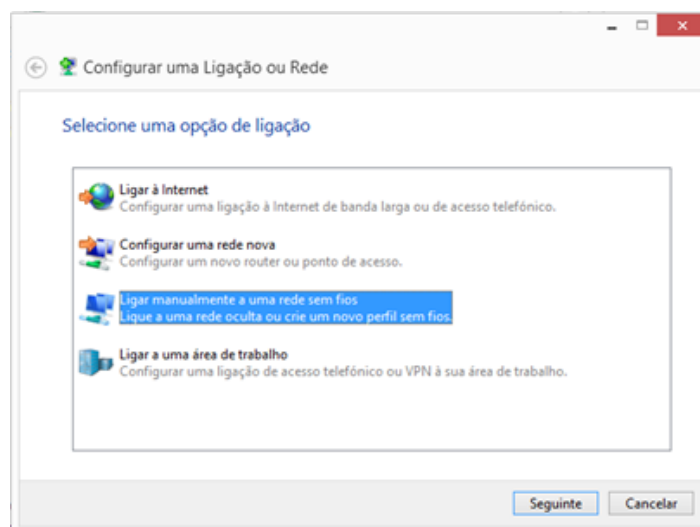 Configurar uma Ligação ou Rede
Selecione uma opção de ligação
Ligar à Internet
Configurar uma ligação à Internet de banda larga ou de acesso telefónico.
Configurar uma rede nova
Configurar um novo router ou ponto de acesso.
Ligar manualmente a uma rede sem fios
Ligue a uma rede oculta ou crie um novo perfil sem fios.
Ligar a uma área de trabalho
Configurar uma ligação de acesso telefónico ou VPN à sua área de trabalho.
Seguinte Cancelar